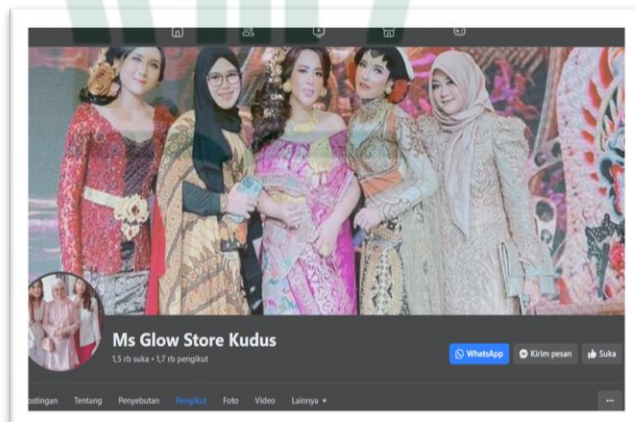 Ms Glow Store Kudus
1,5 rb suka • 1,7 rb pengikut
WhatsApp
Kirim pesan
Suka
ostingan Tentang Penyebutan Pengikut Foto Video Lainnya